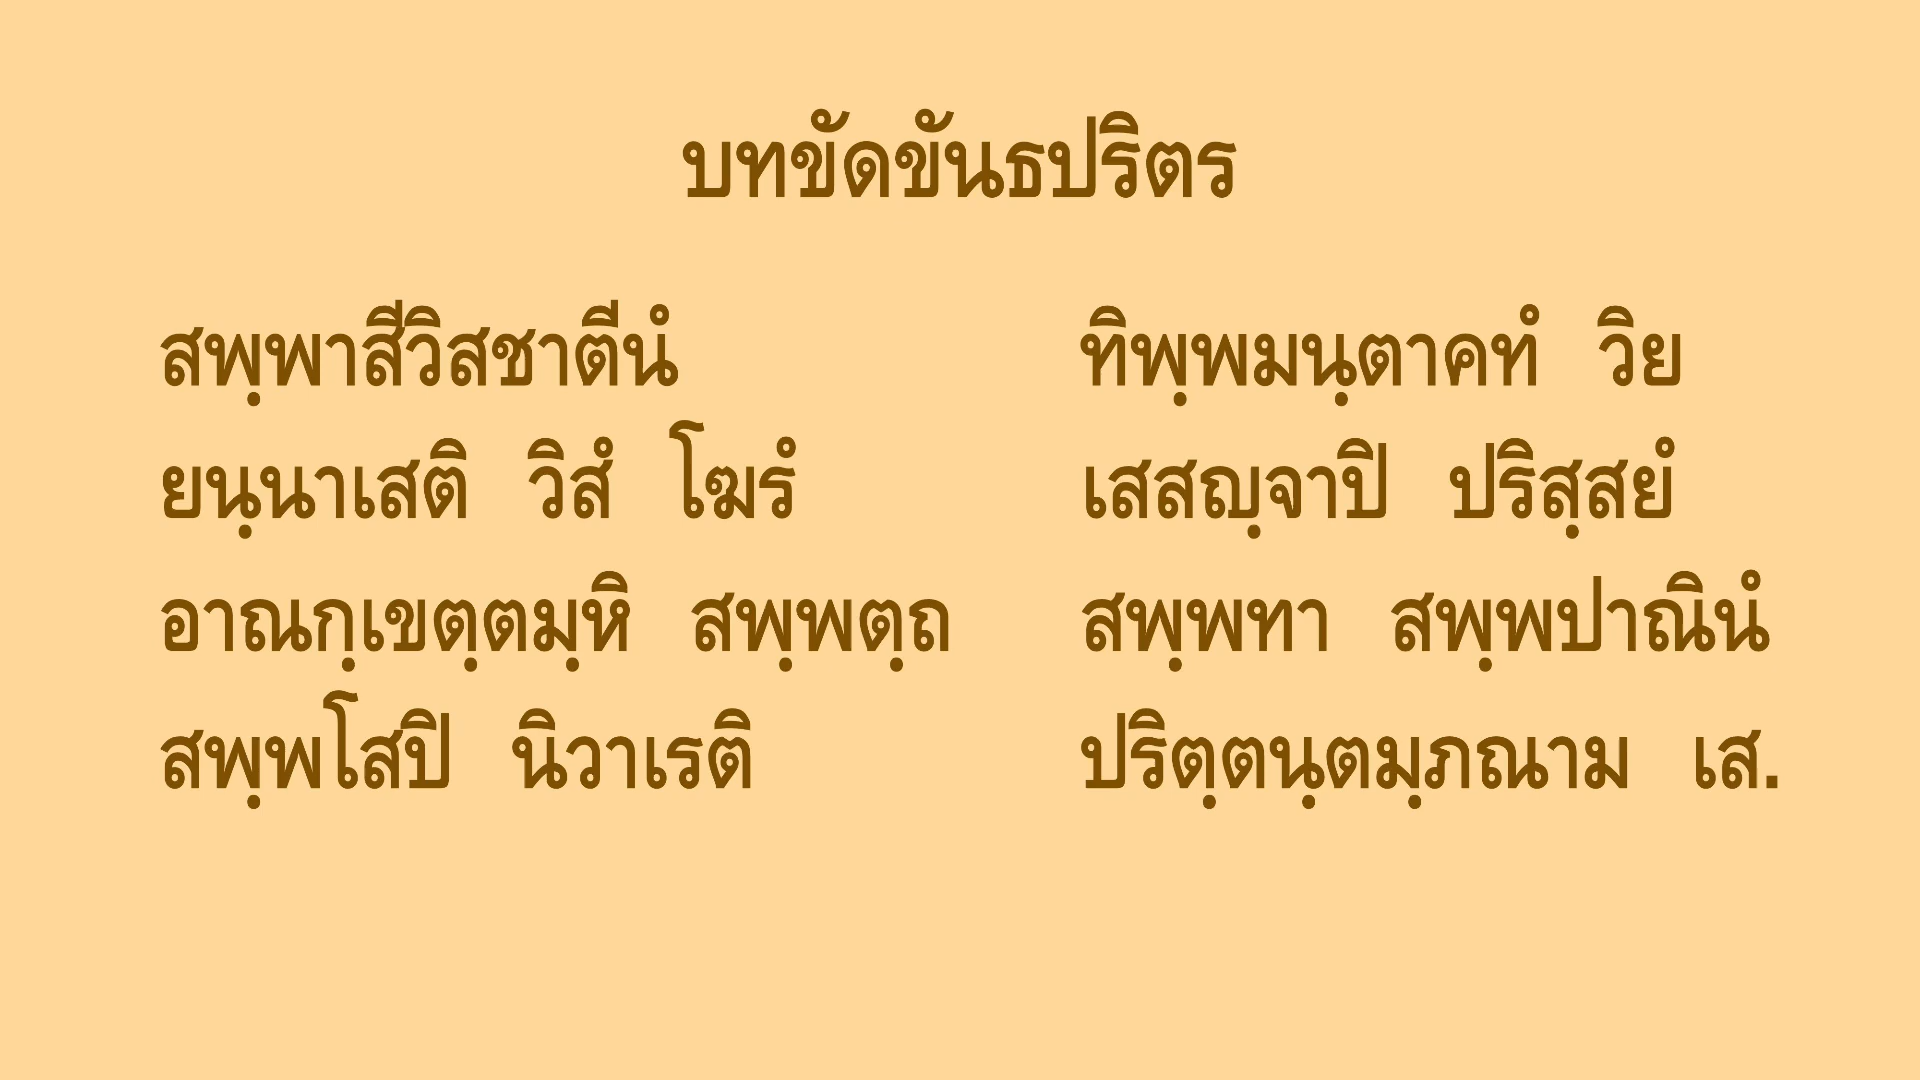 บทขัดขันธปริตร
สพฺพาสีวิสชาตีนํ ทิพฺพมนฺตาคทํ วิย
ยนฺนาเสติ วิสํ โฆรํ เสสญฺจาปิ ปริสฺสยํ
อาณกฺเขตฺตมฺหิ สพฺพตฺถ สพฺพทา สพฺพปาณินํ
สพฺพโสปิ นิวาเรติ ปริตฺตนฺตมฺภณาม เส.